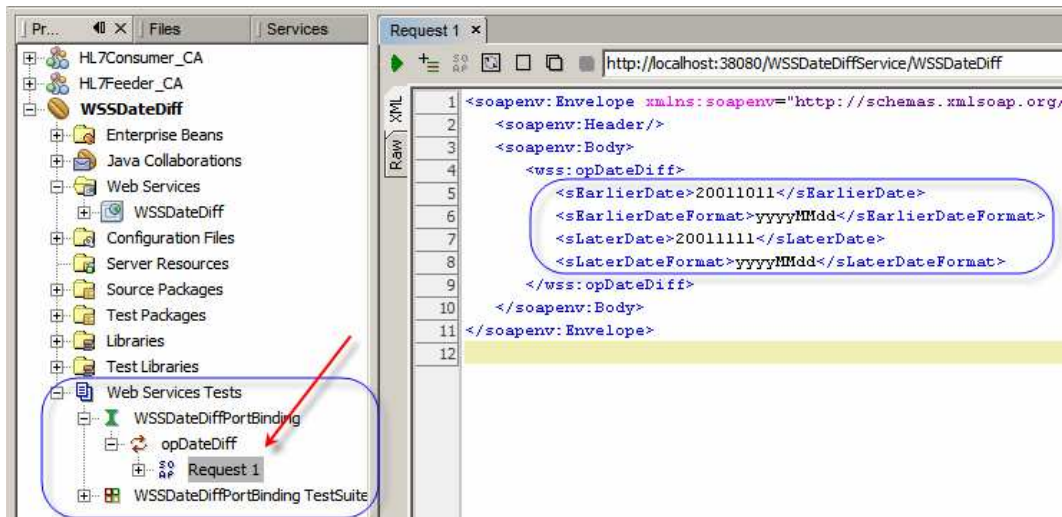 Pr...
Files
Services
HL7Consumer_CA
HL7Feeder_CA
WSSDateDiff
Enterprise Beans
Java Collaborations
Web Services
WSSDateDiff
Configuration Files
Server Resources
Source Packages
Test Packages
Libraries
Test Libraries
Web Services Tests
WSSDateDiffPortBinding
opDateDiff
SO
AP
Request 1
WSSDateDiffPortBinding TestSuite
Request 1
SO
AP
http://localhost:38080/WSSDateDiffService/WSSDateDiff
XML
Raw
1 <soapenv:Envelope xmlns:soapenv="http://schemas.xmlsoap.org/
2 <soapenv:Header/>
3 <soapenv:Body>
4 <wss:opDateDiff>
5 <sEarlierDate>20011011</sEarlierDate>
6 <sEarlierDateFormat>yyyyMMdd</sEarlierDateFormat>
7 <sLaterDate>20011111</sLaterDate>
8 <sLaterDateFormat>yyyyMMdd</sLaterDateFormat>
9 </wss:opDateDiff>
10 </soapenv:Body>
11 </soapenv:Envelope>
12